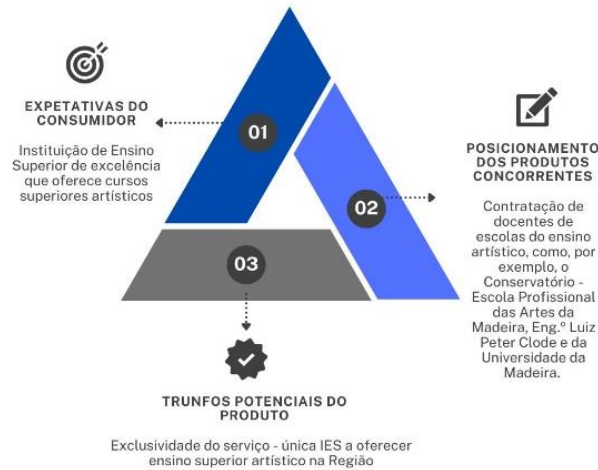 01
EXPETATIVAS DO
CONSUMIDOR
Instituição de Ensino
Superior de excelência
que oferece cursos
superiores artísticos
02
POSICIONAMENTO
DOS PRODUTOS
CONCORRENTES
Contratação de
docentes de
escolas do ensino
artístico, como, por
exemplo, o
Conservatório -
Escola Profissional
das Artes da
Madeira, Eng.º Luiz
Peter Clode e da
Universidade da
Madeira.
03
TRUNFOS POTENCIAIS DO
PRODUTO
Exclusividade do serviço - única IES a oferecer
ensino superior artístico na Região